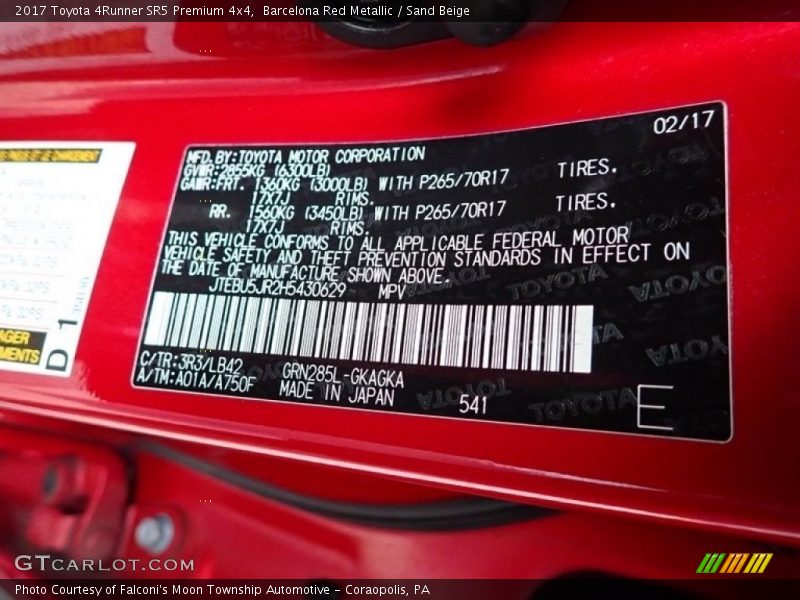 2017 Toyota 4Runner SR5 Premium 4x4,  Barcelona Red Metallic / Sand Beige
02/17
MFD. BY: TOYOTA MOTOR CORPORATION
GVWR: 2855KG (6300LB)
GAWR: FRT. 1360KG (3000LB) WITH P265/70R17 TIRES.
17X7J RIMS.
RR. 1560KG (3450LB) WITH P265/70R17 TIRES.
17X7J RIMS.
THIS VEHICLE CONFORMS TO ALL APPLICABLE FEDERAL MOTOR
VEHICLE SAFETY AND THEFT PREVENTION STANDARDS IN EFFECT ON
THE DATE OF MANUFACTURE SHOWN ABOVE.
JTEBU5JR2H5430629 MPV
C/TR: 3R3/LB42 GRN285L-GKAGKA
A/TM: A01A/A750F MADE IN JAPAN
541
E
D 1
GTCARLOT.COM
Photo Courtesy of Falconi's Moon Township Automotive - Coraopolis, PA